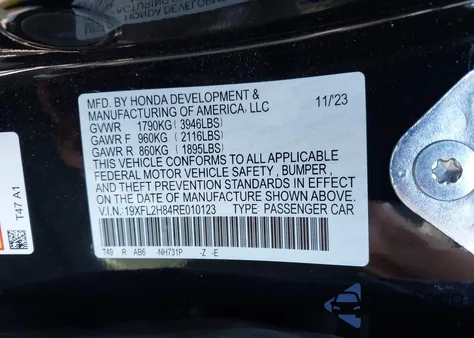 MFD. BY HONDA DEVELOPMENT &
MANUFACTURING OF AMERICA, LLC 11/23
GVWR 1790KG (3946LBS)
GAWR F 960KG (2116LBS)
GAWR R 860KG (1895LBS)
THIS VEHICLE CONFORMS TO ALL APPLICABLE
FEDERAL MOTOR VEHICLE SAFETY , BUMPER ,
AND THEFT PREVENTION STANDARDS IN EFFECT
ON THE DATE OF MANUFACTURE SHOWN ABOVE.
V.I.N.: 19XFL2H84RE010123 TYPE: PASSENGER CAR
T49 R AB6 -NH731P -Z -E
T47 A1